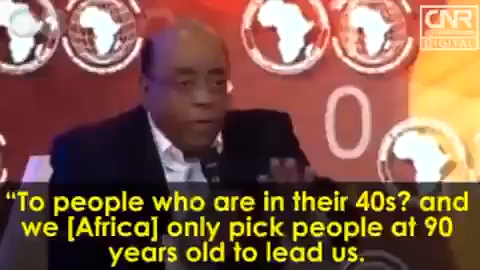 CNR
DIGITAL
“To people who are in their 40s? and
we [Africa] only pick people at 90
years old to lead us.